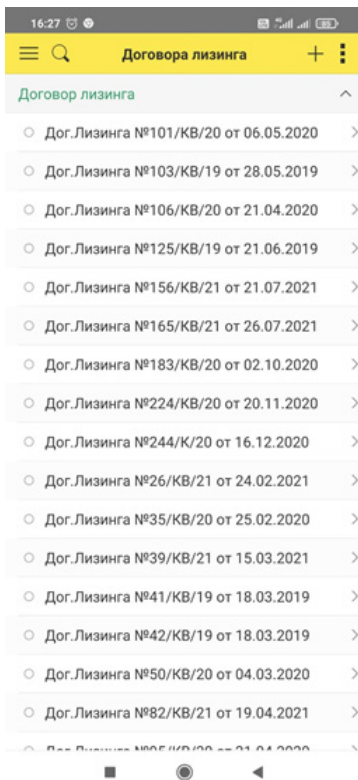 16:27
85
Договора лизинга
Договор лизинга
Дог.Лизинга №101/КВ/20 от 06.05.2020
Дог.Лизинга №103/КВ/19 от 28.05.2019
Дог.Лизинга №106/КВ/20 от 21.04.2020
Дог.Лизинга №125/КВ/19 от 21.06.2019
Дог.Лизинга №156/КВ/21 от 21.07.2021
Дог.Лизинга №165/КВ/21 от 26.07.2021
Дог.Лизинга №183/КВ/20 от 02.10.2020
Дог.Лизинга №224/КВ/20 от 20.11.2020
Дог.Лизинга №244/К/20 от 16.12.2020
Дог.Лизинга №26/КВ/21 от 24.02.2021
Дог.Лизинга №35/КВ/20 от 25.02.2020
Дог.Лизинга №39/КВ/21 от 15.03.2021
Дог.Лизинга №41/КВ/19 от 18.03.2019
Дог.Лизинга №42/КВ/19 от 18.03.2019
Дог.Лизинга №50/КВ/20 от 04.03.2020
Дог.Лизинга №82/КВ/21 от 19.04.2021